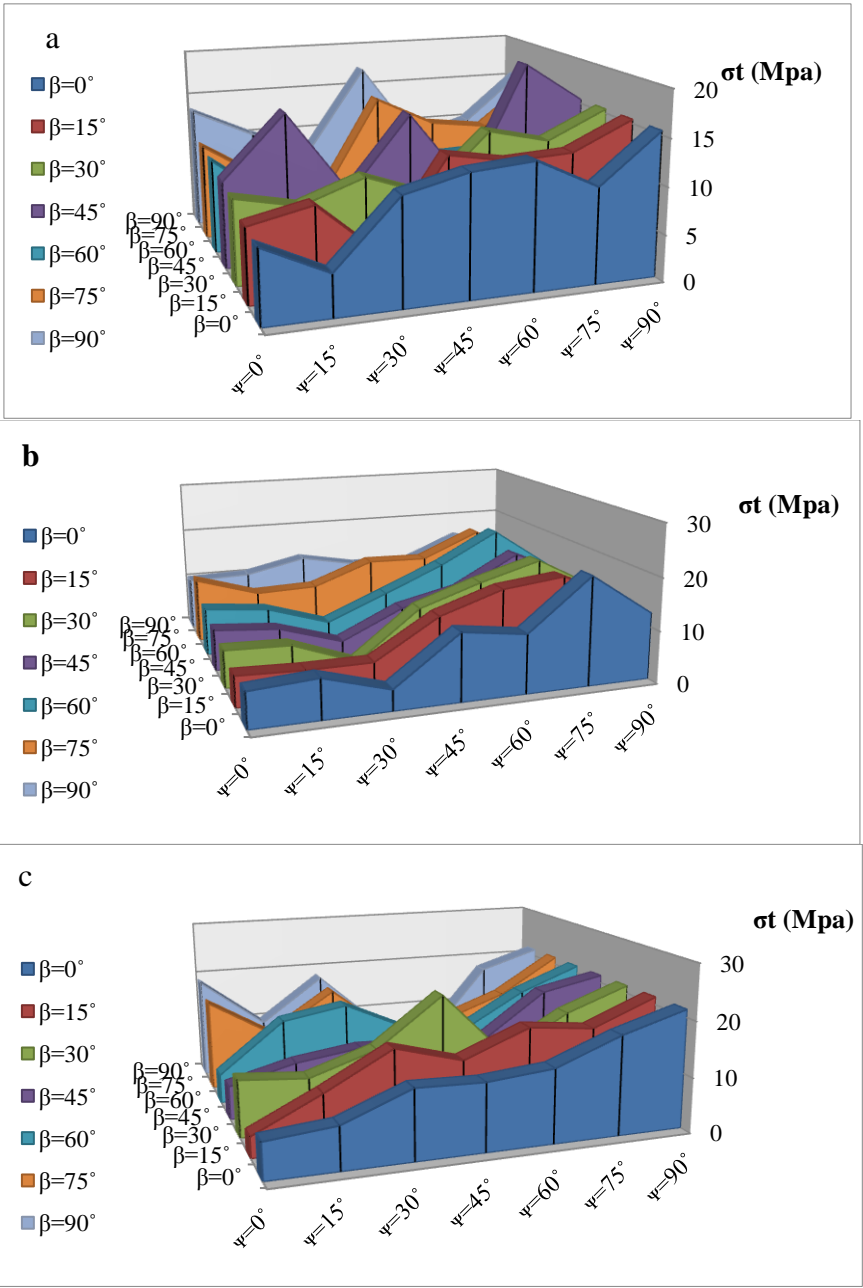 a
σt (Mpa)
β=0˚
β=15˚
β=30˚
β=45˚
β=60˚
β=75˚
β=90˚
20
15
10
5
0
β=90˚
β=75˚
β=60˚
β=45˚
β=30˚
β=15˚
β=0˚
Ψ=0˚
Ψ=15˚
Ψ=30˚
Ψ=45˚
Ψ=60˚
Ψ=75˚
Ψ=90˚
b
σt (Mpa)
β=0˚
β=15˚
β=30˚
β=45˚
β=60˚
β=75˚
β=90˚
30
20
10
0
β=90˚
β=75˚
β=60˚
β=45˚
β=30˚
β=15˚
β=0˚
Ψ=0˚
Ψ=15˚
Ψ=30˚
Ψ=45˚
Ψ=60˚
Ψ=75˚
Ψ=90˚
c
σt (Mpa)
β=0˚
β=15˚
β=30˚
β=45˚
β=60˚
β=75˚
β=90˚
30
20
10
0
β=90˚
β=75˚
β=60˚
β=45˚
β=30˚
β=15˚
β=0˚
Ψ=0˚
Ψ=15˚
Ψ=30˚
Ψ=45˚
Ψ=60˚
Ψ=75˚
Ψ=90˚